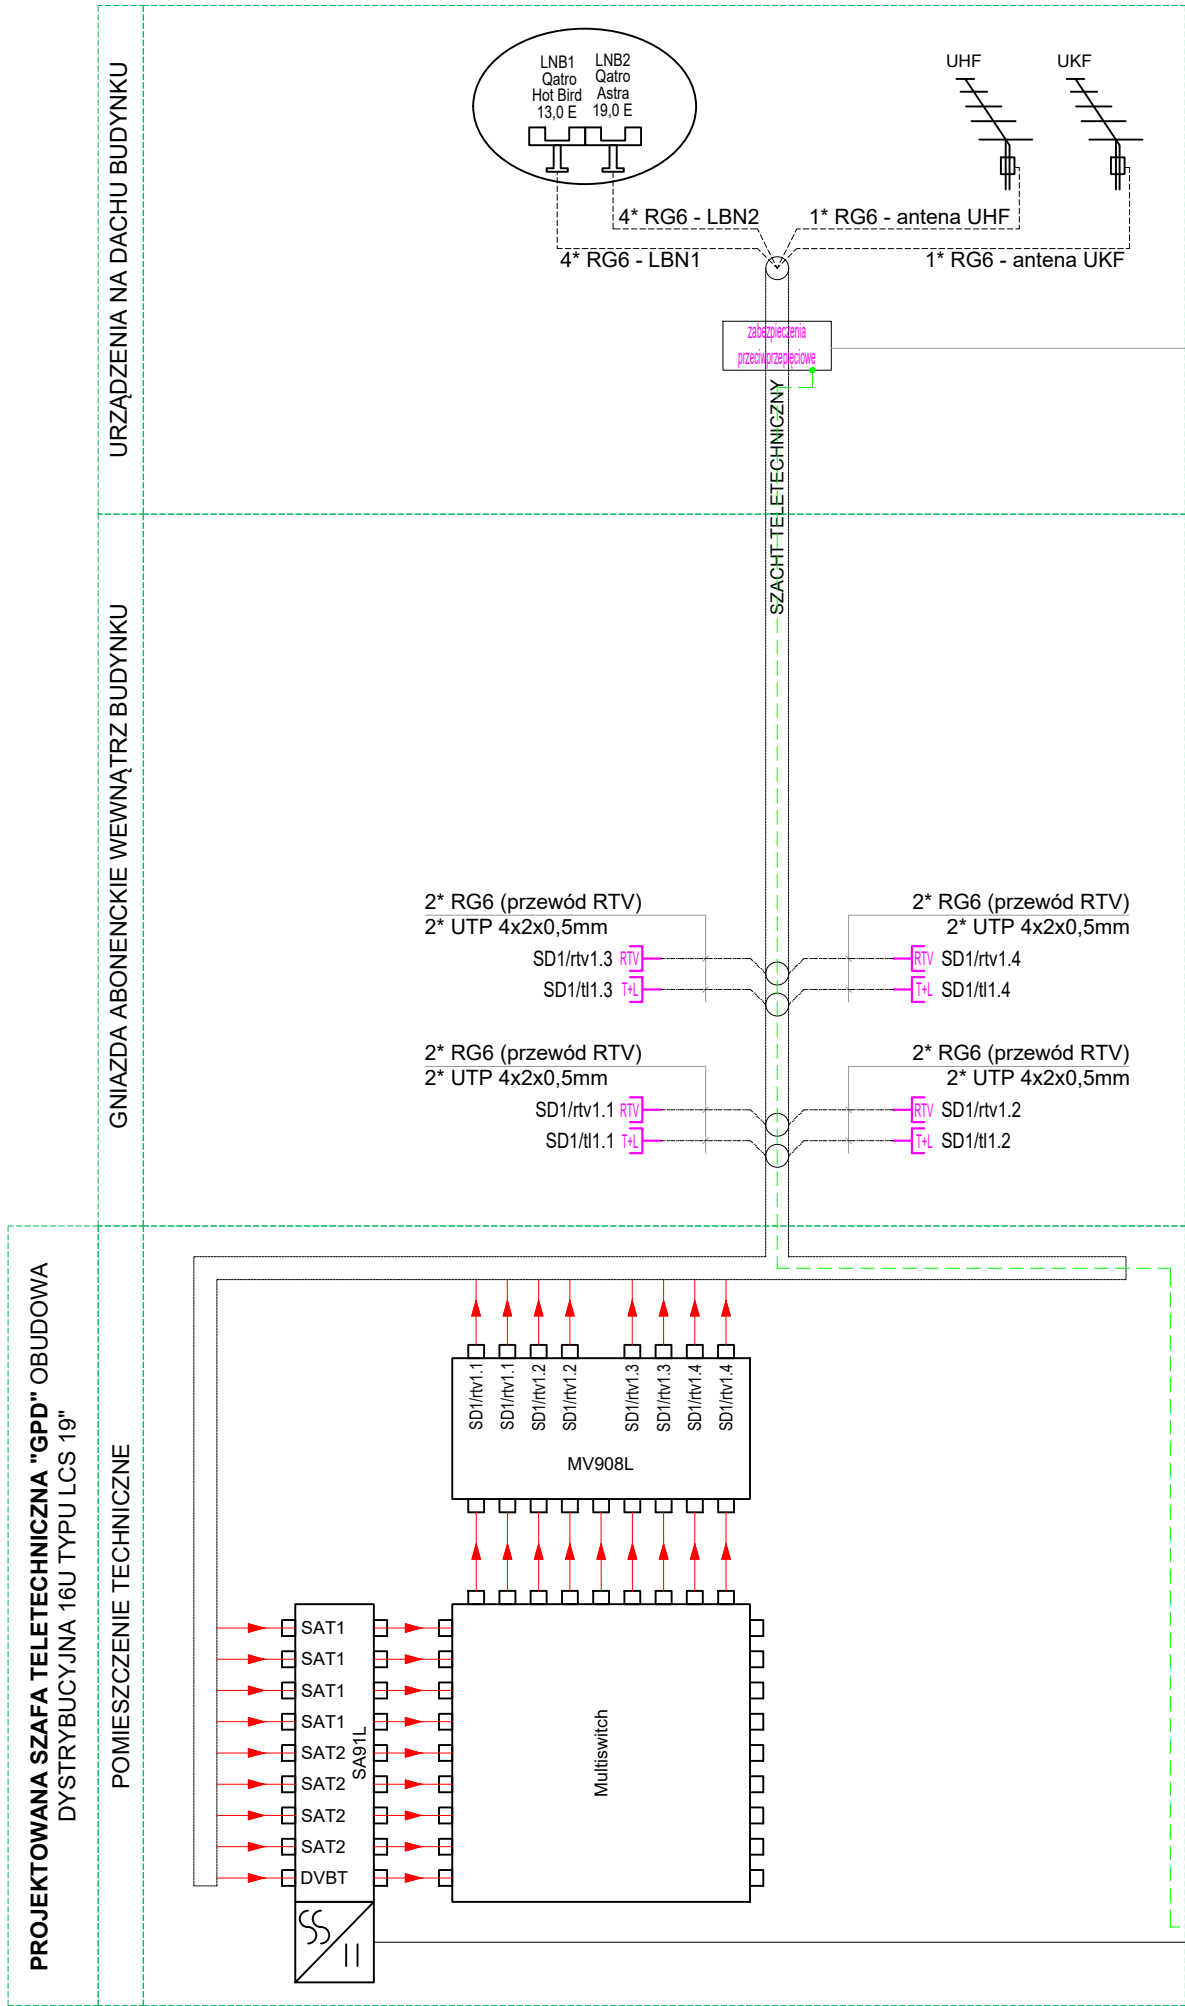 URZĄDZENIA NA DACHU BUDYNKU
LNB1
Qatro
Hot Bird
13,0 E
LNB2
Qatro
Astra
19,0 E
UHF
UKF
4* RG6 - LBN2
1* RG6 - antena UHF
4* RG6 - LBN1
1* RG6 - antena UKF
zabezpieczenia
przeciwprzepięciowe
SZACHT TELETECHNICZNY
GNIAZDA ABONENCKIE WEWNĄTRZ BUDYNKU
2* RG6 (przewód RTV)
2* UTP 4x2x0,5mm
SD1/rtv1.3 RTV
SD1/tl1.3 T+L
2* RG6 (przewód RTV)
2* UTP 4x2x0,5mm
RTV SD1/rtv1.4
T+L SD1/tl1.4
2* RG6 (przewód RTV)
2* UTP 4x2x0,5mm
SD1/rtv1.1 RTV
SD1/tl1.1 T+L
2* RG6 (przewód RTV)
2* UTP 4x2x0,5mm
RTV SD1/rtv1.2
T+L SD1/tl1.2
PROJEKTOWANA SZAFA TELETECHNICZNA "GPD" OBUDOWA
DYSTRYBUCYJNA 16U TYPU LCS 19"
POMIESZCZENIE TECHNICZNE
SD1/rtv1.1
SD1/rtv1.1
SD1/rtv1.2
SD1/rtv1.2
SD1/rtv1.3
SD1/rtv1.3
SD1/rtv1.4
SD1/rtv1.4
MV908L
SAT1
SAT1
SAT1
SAT1
SAT2
SAT2
SAT2
SAT2
DVBT
SA91L
Multiswitch